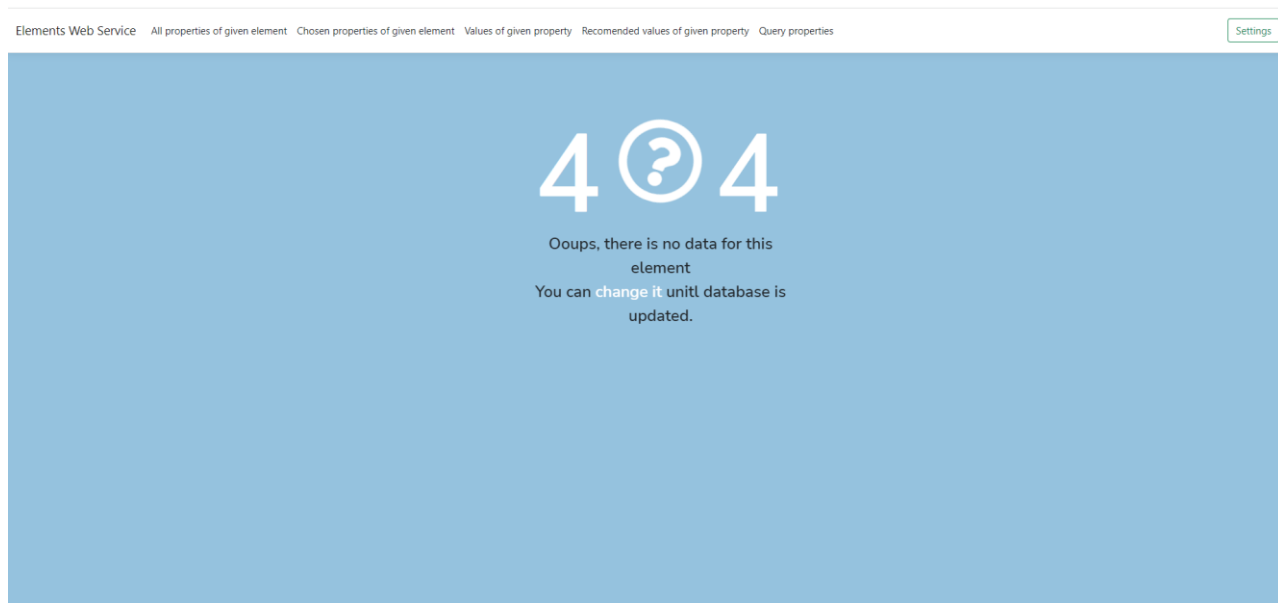 Elements Web Service All properties of given element Chosen properties of given element Values of given property Recomended values of given property Query properties Settings
4?4
Ooups, there is no data for this
element
You can change it unitl database is
updated.